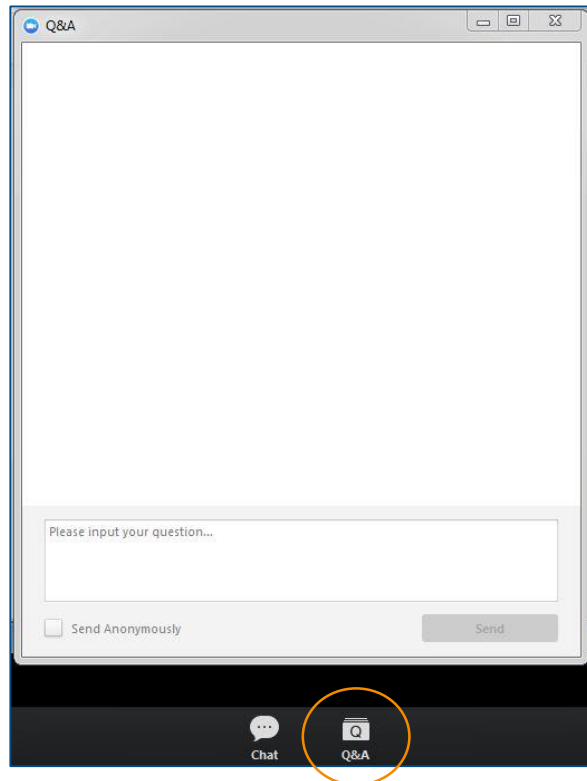 Q&A
Please input your question...
Send Anonymously
Send
Q
Chat
Q&A